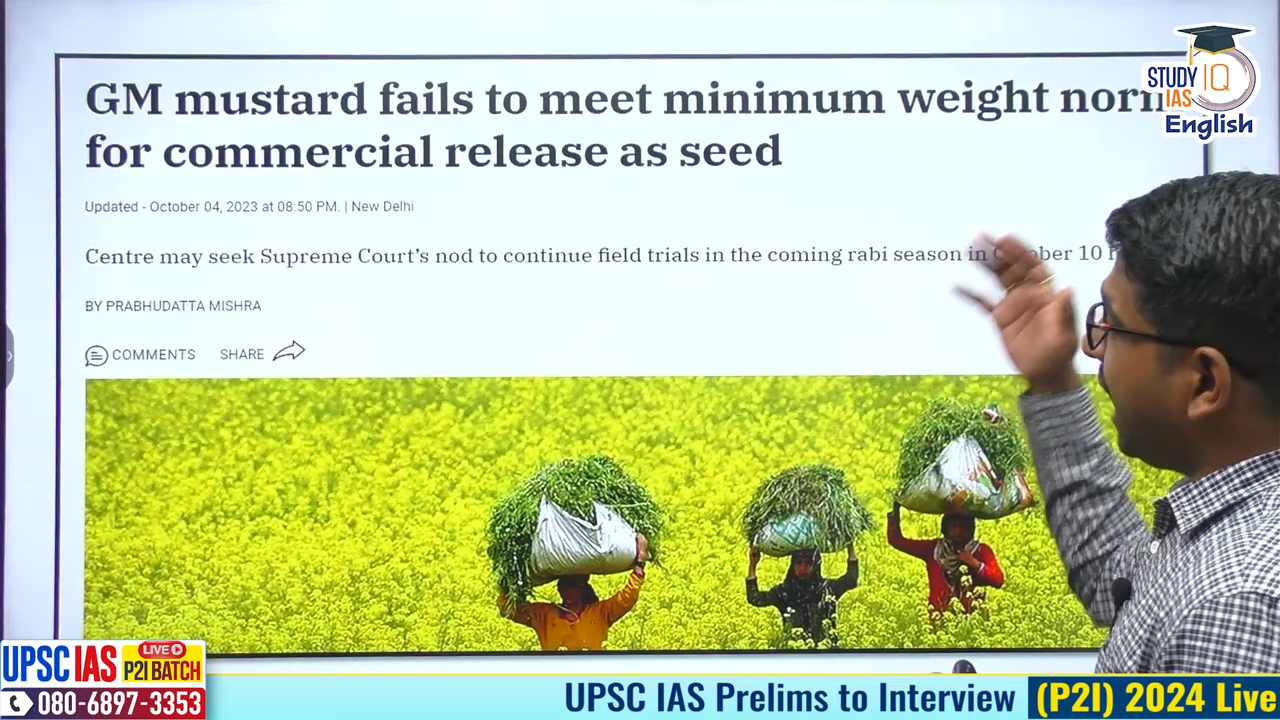 GM mustard fails to meet minimum weight norm
for commercial release as seed
STUDY IQ
IAS
English
Updated - October 04, 2023 at 08:50 PM. | New Delhi
Centre may seek Supreme Court's nod to continue field trials in the coming rabi season in 10
BY PRABHUDATTA MISHRA
COMMENTS SHARE
UPSC IAS LIVE P2I BATCH
080-6897-3353
UPSC IAS Prelims to Interview (P2I) 2024 Live